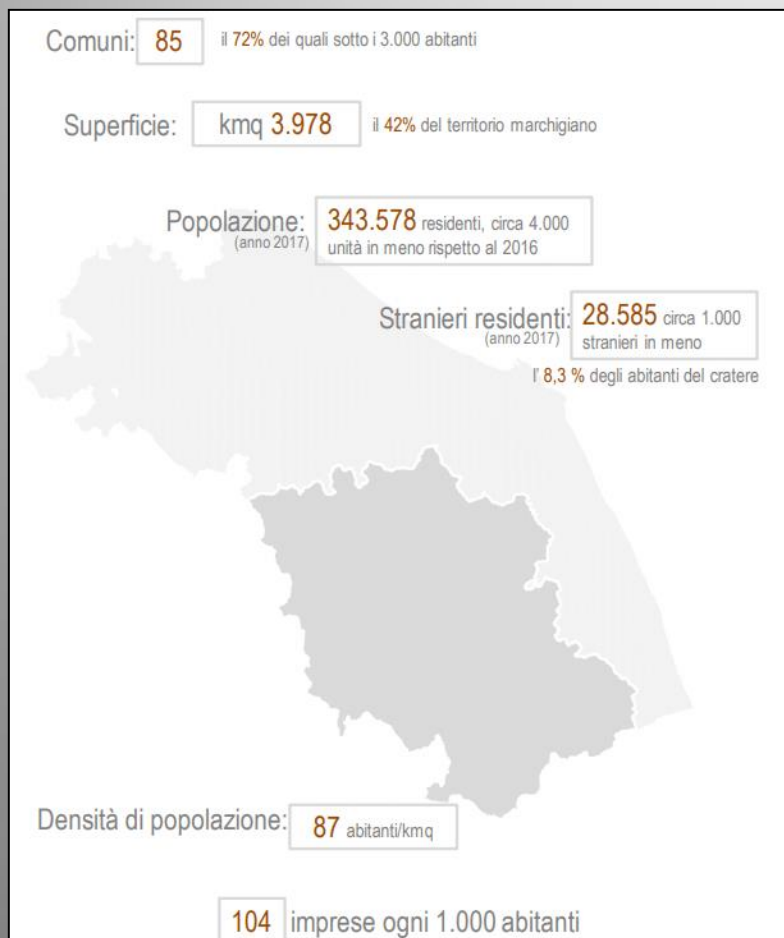 Comuni: 85 il 72% dei quali sotto i 3.000 abitanti
Superficie: kmq 3.978 il 42% del territorio marchigiano
Popolazione: 343.578 residenti, circa 4.000
(anno 2017) unità in meno rispetto al 2016
Stranieri residenti: 28.585 circa 1.000
(anno 2017) stranieri in meno
l' 8,3 % degli abitanti del cratere
Densità di popolazione: 87 abitanti/kmq
104 imprese ogni 1.000 abitanti